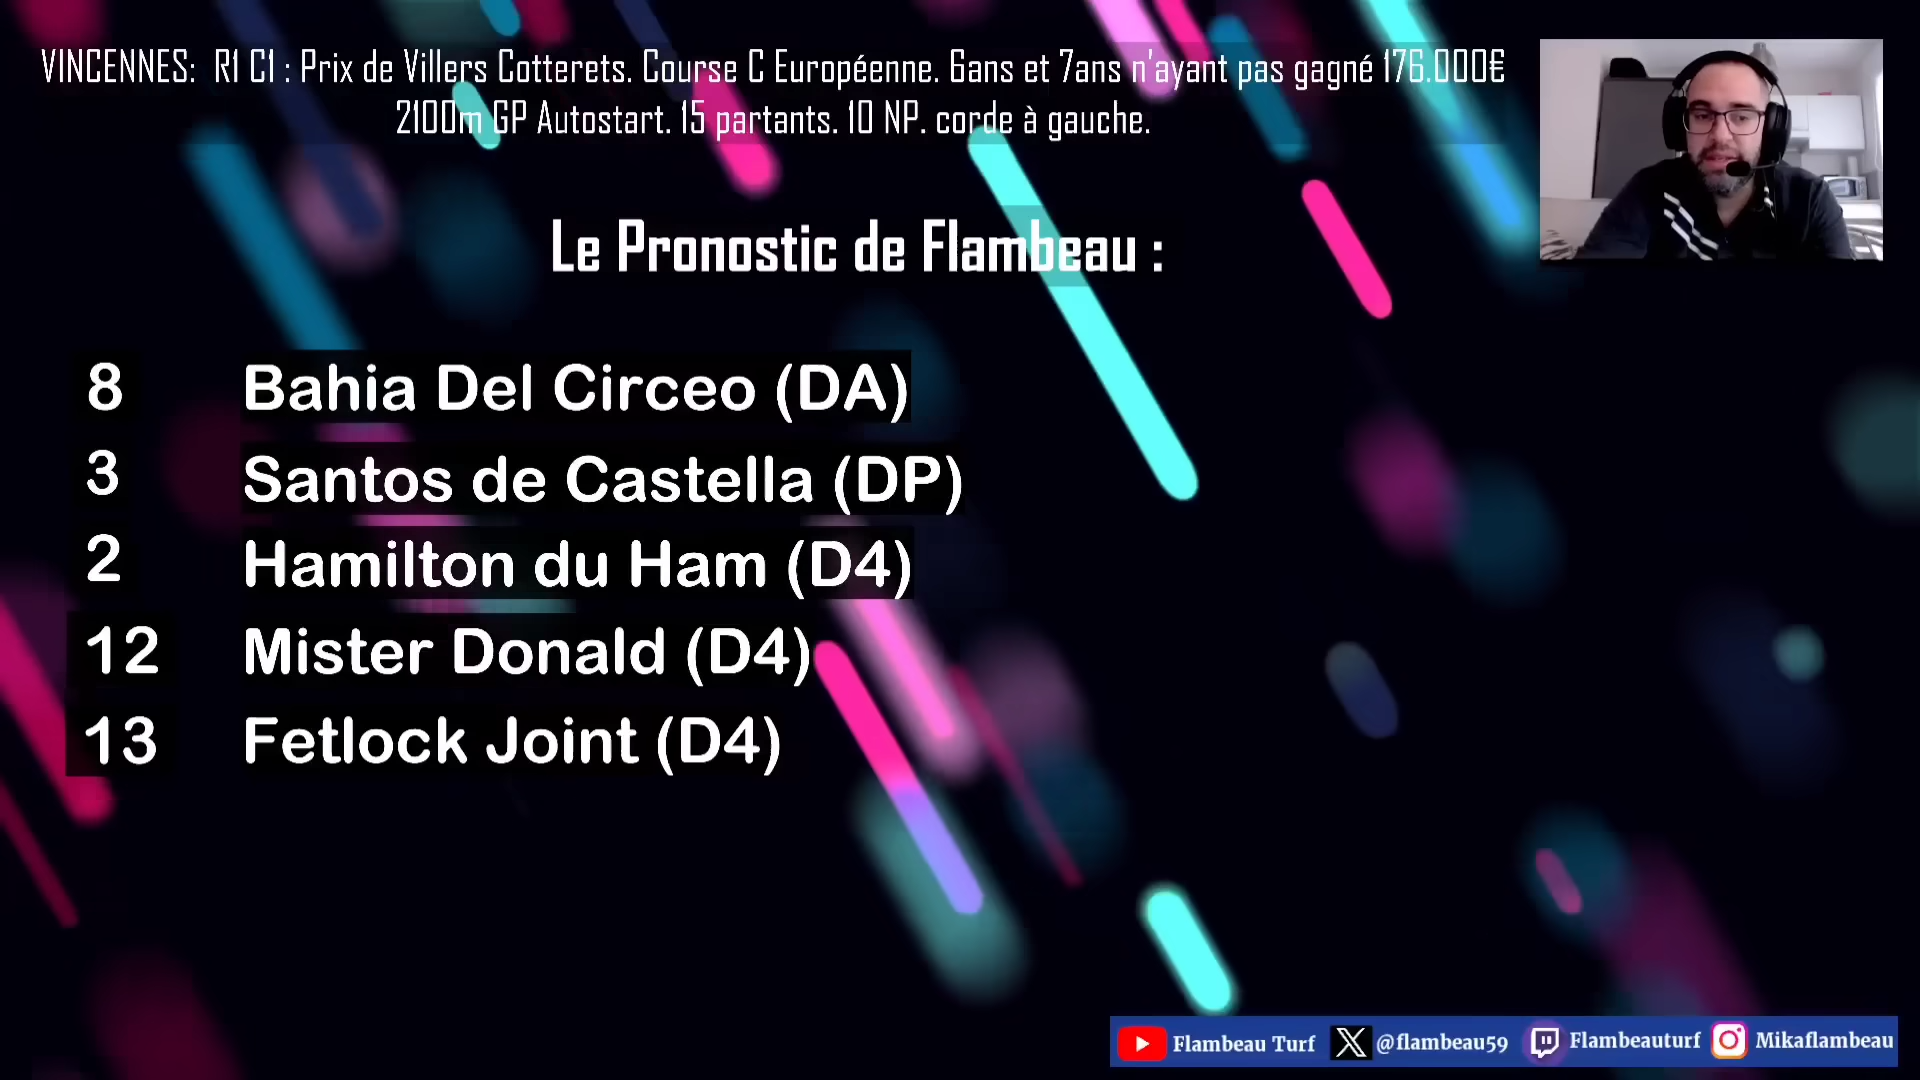 VINCENNES: R1 C1 : Prix de Villers Cotterets. Course C Européenne. 6ans et 7ans n'ayant pas gagné 176.000€
2100m GP Autostart. 15 partants. 10 NP. corde à gauche.
Le Pronostic de Flambeau :
8 Bahia Del Circeo (DA)
3 Santos de Castella (DP)
2 Hamilton du Ham (D4)
12 Mister Donald (D4)
13 Fetlock Joint (D4)
Flambeau Turf @flambeau59 Flambeauturf Mikaflambeau